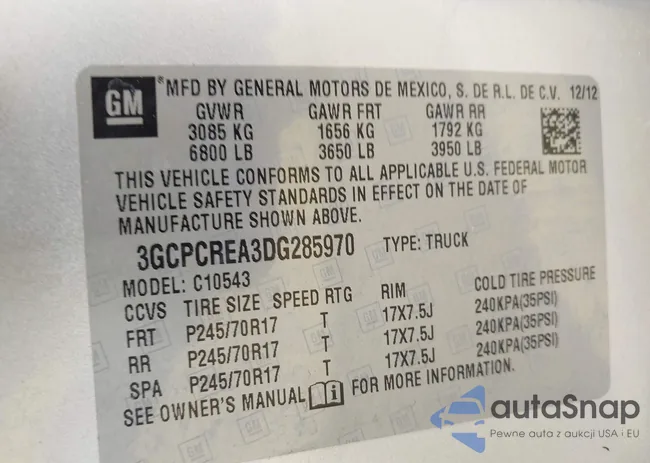 GM
MFD BY GENERAL MOTORS DE MEXICO, S. DE R.L. DE C.V. 12/12
GVWR GAWR FRT GAWR RR
3085 KG 1656 KG 1792 KG
6800 LB 3650 LB 3950 LB
THIS VEHICLE CONFORMS TO ALL APPLICABLE U.S. FEDERAL MOTOR
VEHICLE SAFETY STANDARDS IN EFFECT ON THE DATE OF
MANUFACTURE SHOWN ABOVE.
3GCPCREA3DG285970 TYPE: TRUCK
MODEL: C10543
CCVS TIRE SIZE SPEED RTG RIM COLD TIRE PRESSURE
FRT P245/70R17 T 17X7.5J 240KPA(35PSI)
RR P245/70R17 T 17X7.5J 240KPA(35PSI)
SPA P245/70R17 T 17X7.5J 240KPA(35PSI)
SEE OWNER'S MANUAL FOR MORE INFORMATION.
autaSnap
Pewne auta z aukcji USA i EU